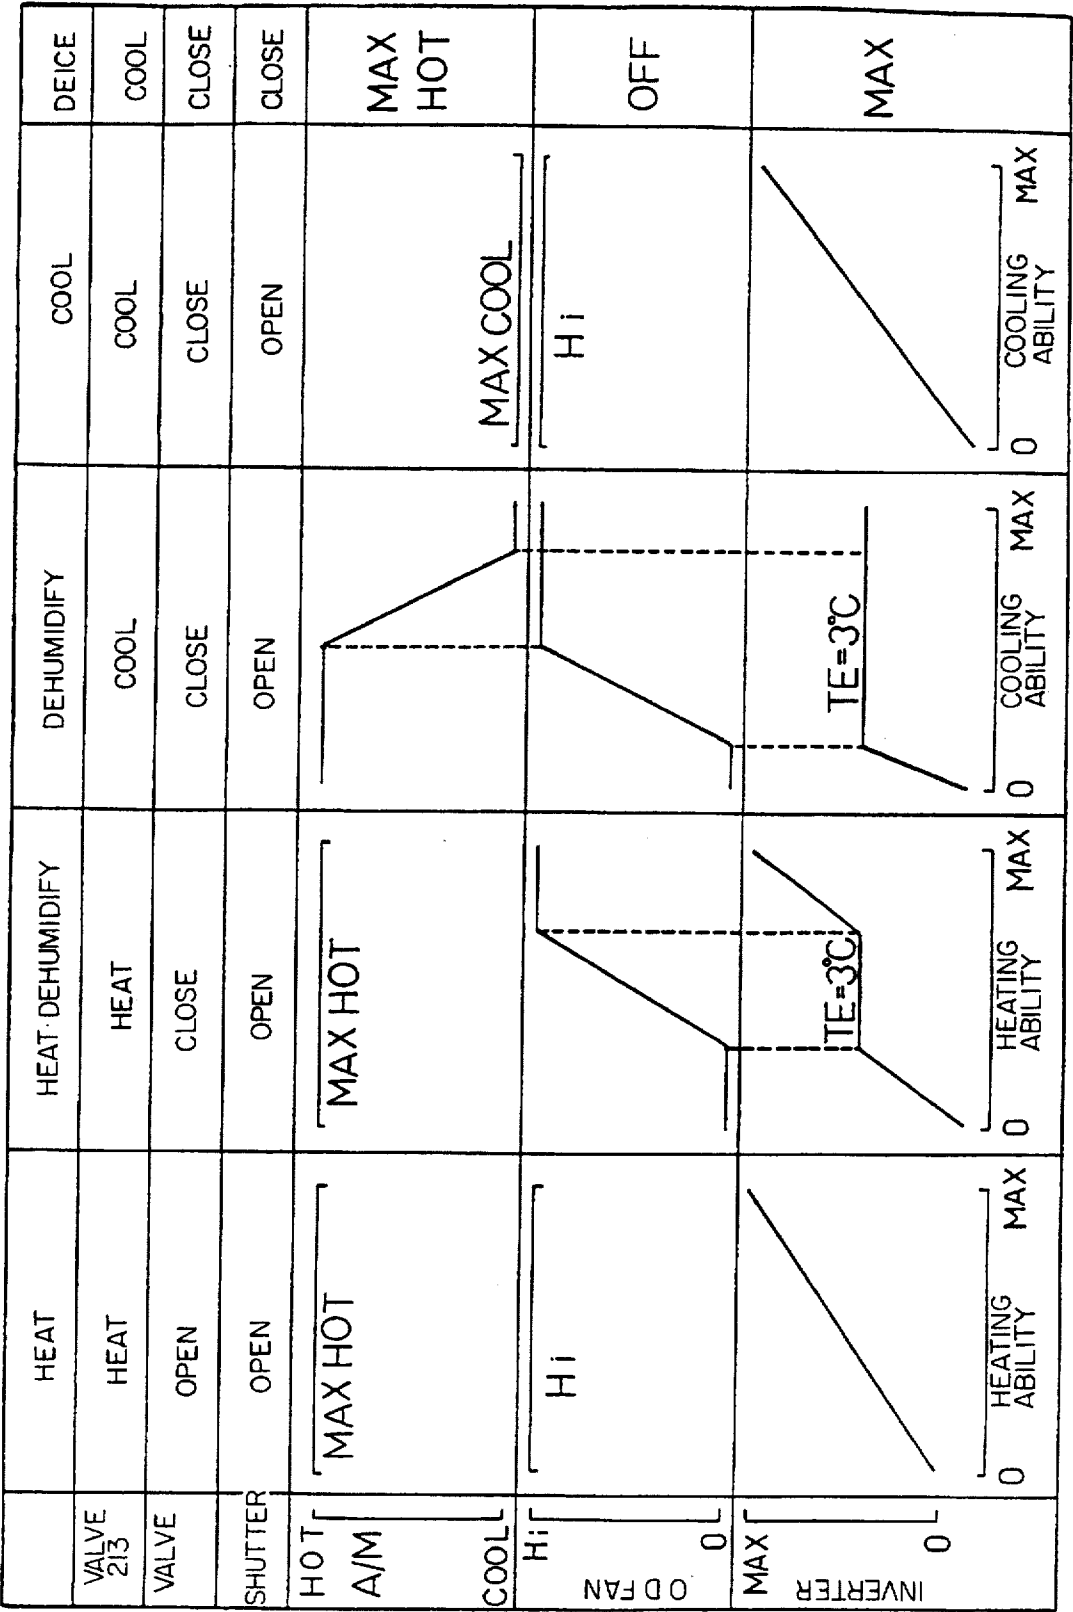 HEAT
HEAT·DEHUMIDIFY
DEHUMIDIFY
COOL
DEICE
VALVE
213
HEAT
HEAT
COOL
COOL
COOL
VALVE
OPEN
CLOSE
CLOSE
CLOSE
CLOSE
SHUTTER
OPEN
OPEN
OPEN
OPEN
CLOSE
HOT
A/M
COOL
MAX HOT
MAX HOT
MAX COOL
MAX
HOT
Hi
OD FAN
0
Hi
Hi
OFF
MAX
INVERTER
0
TE=3°C
TE=3°C
MAX
0
HEATING
ABILITY
MAX
0
HEATING
ABILITY
MAX
0
COOLING
ABILITY
MAX
0
COOLING
ABILITY
MAX